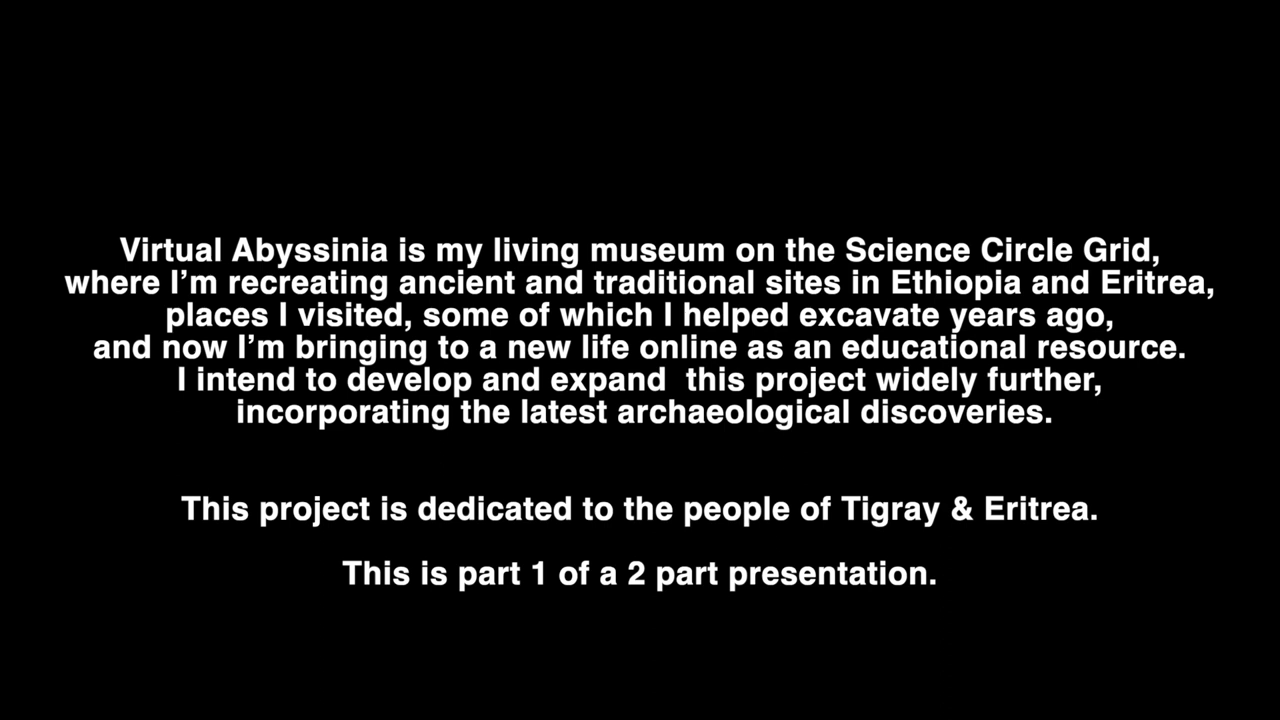 Virtual Abyssinia is my living museum on the Science Circle Grid,
where I’m recreating ancient and traditional sites in Ethiopia and Eritrea,
places I visited, some of which I helped excavate years ago,
and now I’m bringing to a new life online as an educational resource.
I intend to develop and expand  this project widely further,
incorporating the latest archaeological discoveries.
This project is dedicated to the people of Tigray & Eritrea.
This is part 1 of a 2 part presentation.